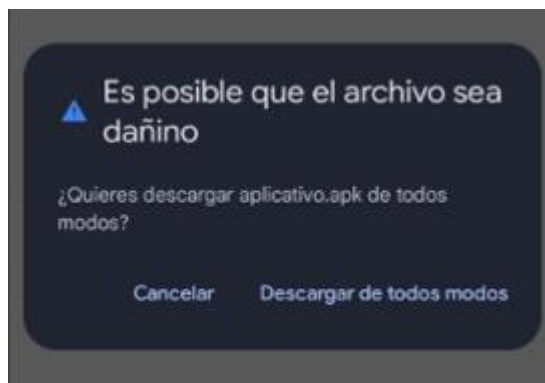 Es posible que el archivo sea
dañino
¿Quieres descargar aplicativo.apk de todos
modos?
Cancelar Descargar de todos modos